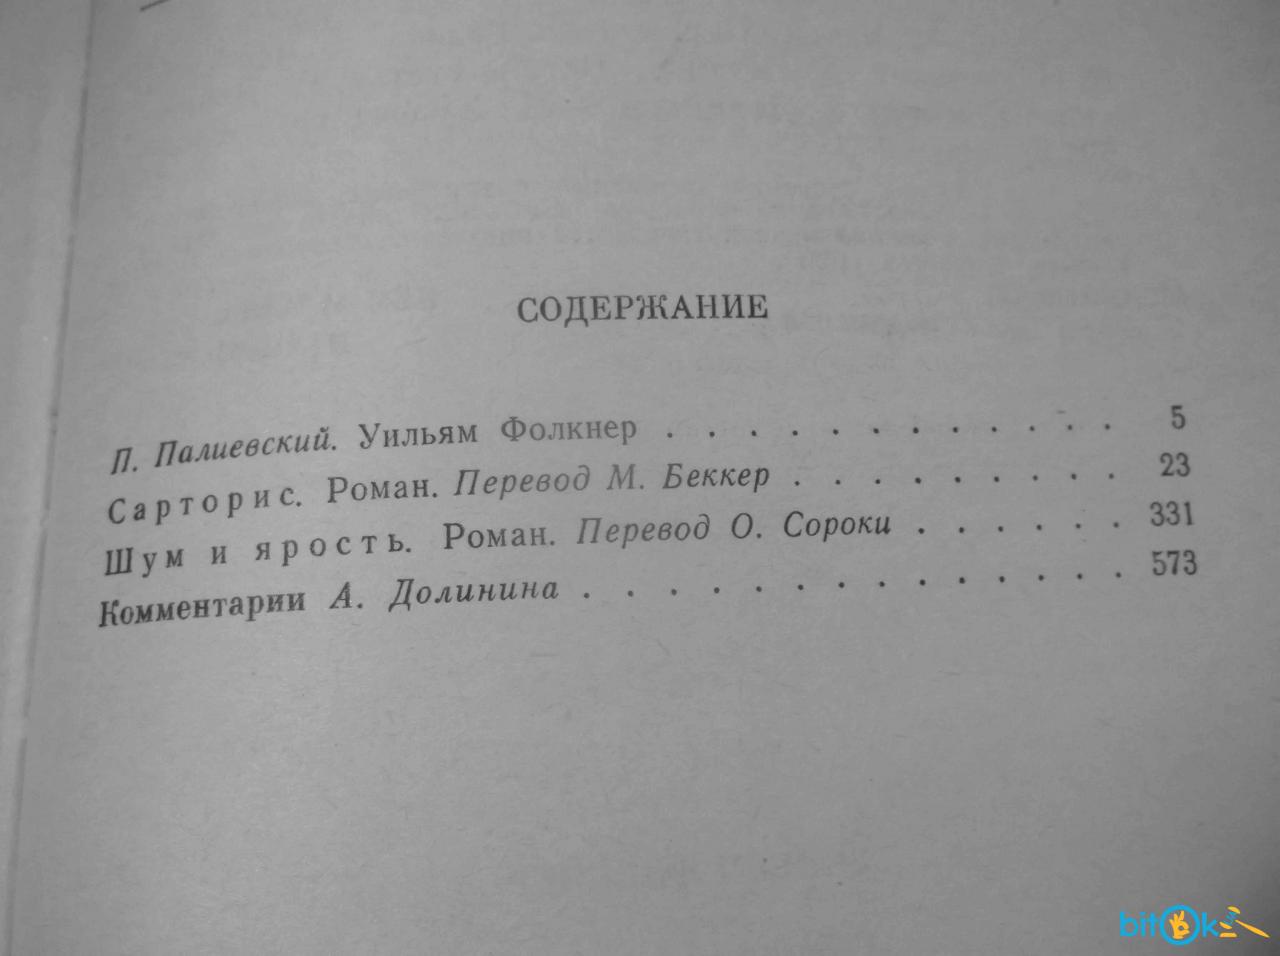 СОДЕРЖАНИЕ
П. Палиевский. Уильям Фолкнер . . . . . . . . . . . . . 5
Сарторис. Роман. Перевод М. Беккер . . . . . . . . . 23
Шум и ярость. Роман. Перевод О. Сороки . . . . . . 331
Комментарии А. Долинина . . . . . . . . . . . . . 573
bitOk